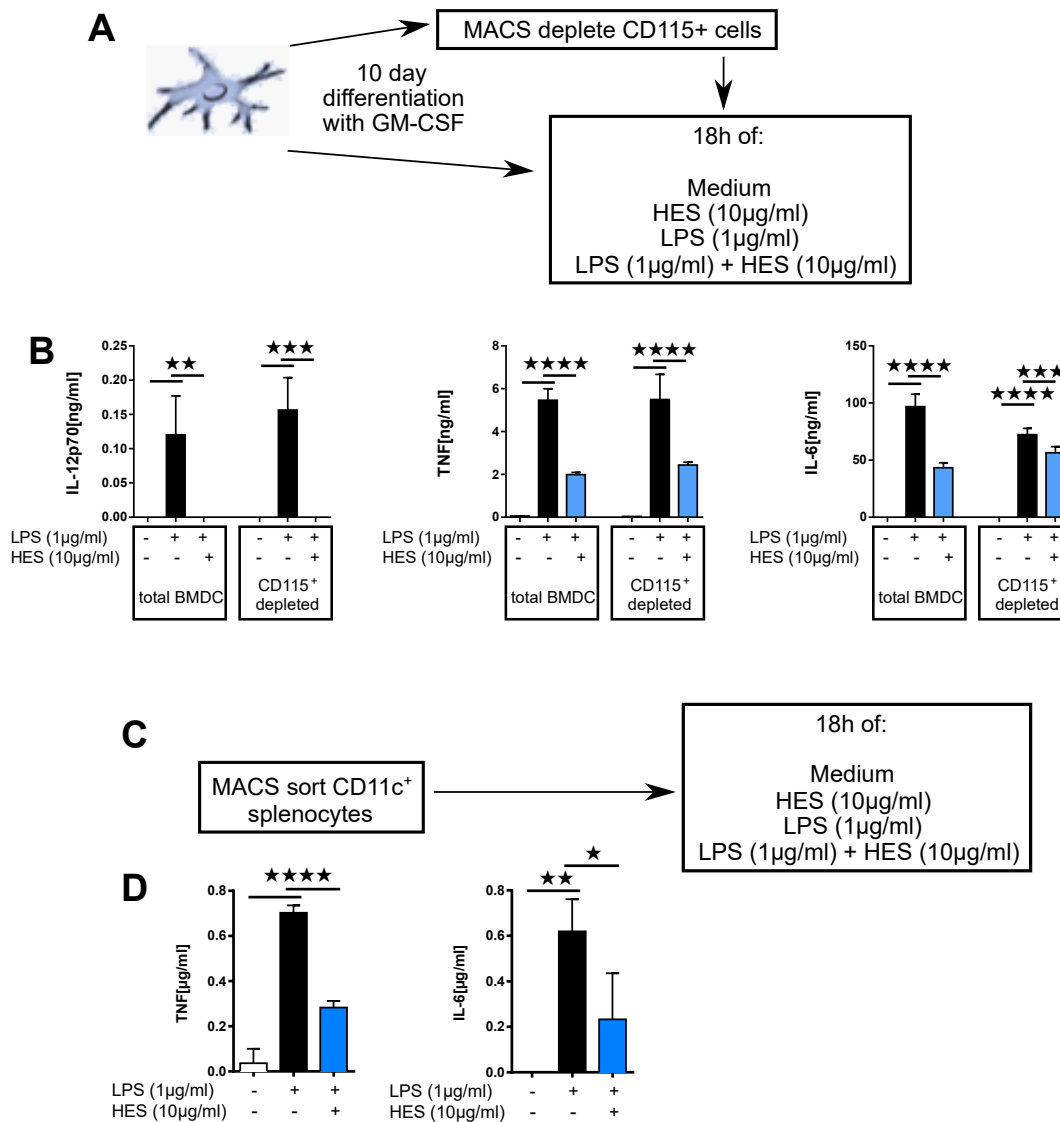 A
MACS deplete CD115+ cells
10 day
differentiation
with GM-CSF
18h of:
Medium
HES (10µg/ml)
LPS (1µg/ml)
LPS (1µg/ml) + HES (10µg/ml)
B
IL-12p70[ng/ml]
0.25
0.20
0.15
0.10
0.05
0.00
★★
★★★
LPS (1µg/ml) - + + - + +
HES (10µg/ml) - - + - - +
total BMDC
CD115+
depleted
TNF[ng/ml]
8
6
4
2
0
★★★★
★★★★
LPS (1µg/ml) - + + - + +
HES (10µg/ml) - - + - - +
total BMDC
CD115+
depleted
IL-6[ng/ml]
150
100
50
0
★★★★
★★★
★★★★
LPS (1µg/ml) - + + - + +
HES (10µg/ml) - - + - - +
total BMDC
CD115+
depleted
C
MACS sort CD11c+
splenocytes
18h of:
Medium
HES (10µg/ml)
LPS (1µg/ml)
LPS (1µg/ml) + HES (10µg/ml)
D
TNF[µg/ml]
0.8
0.6
0.4
0.2
0.0
★★★★
LPS (1µg/ml) - + +
HES (10µg/ml) - - +
IL-6[µg/ml]
0.8
0.6
0.4
0.2
0.0
★★
★
LPS (1µg/ml) - + +
HES (10µg/ml) - - +